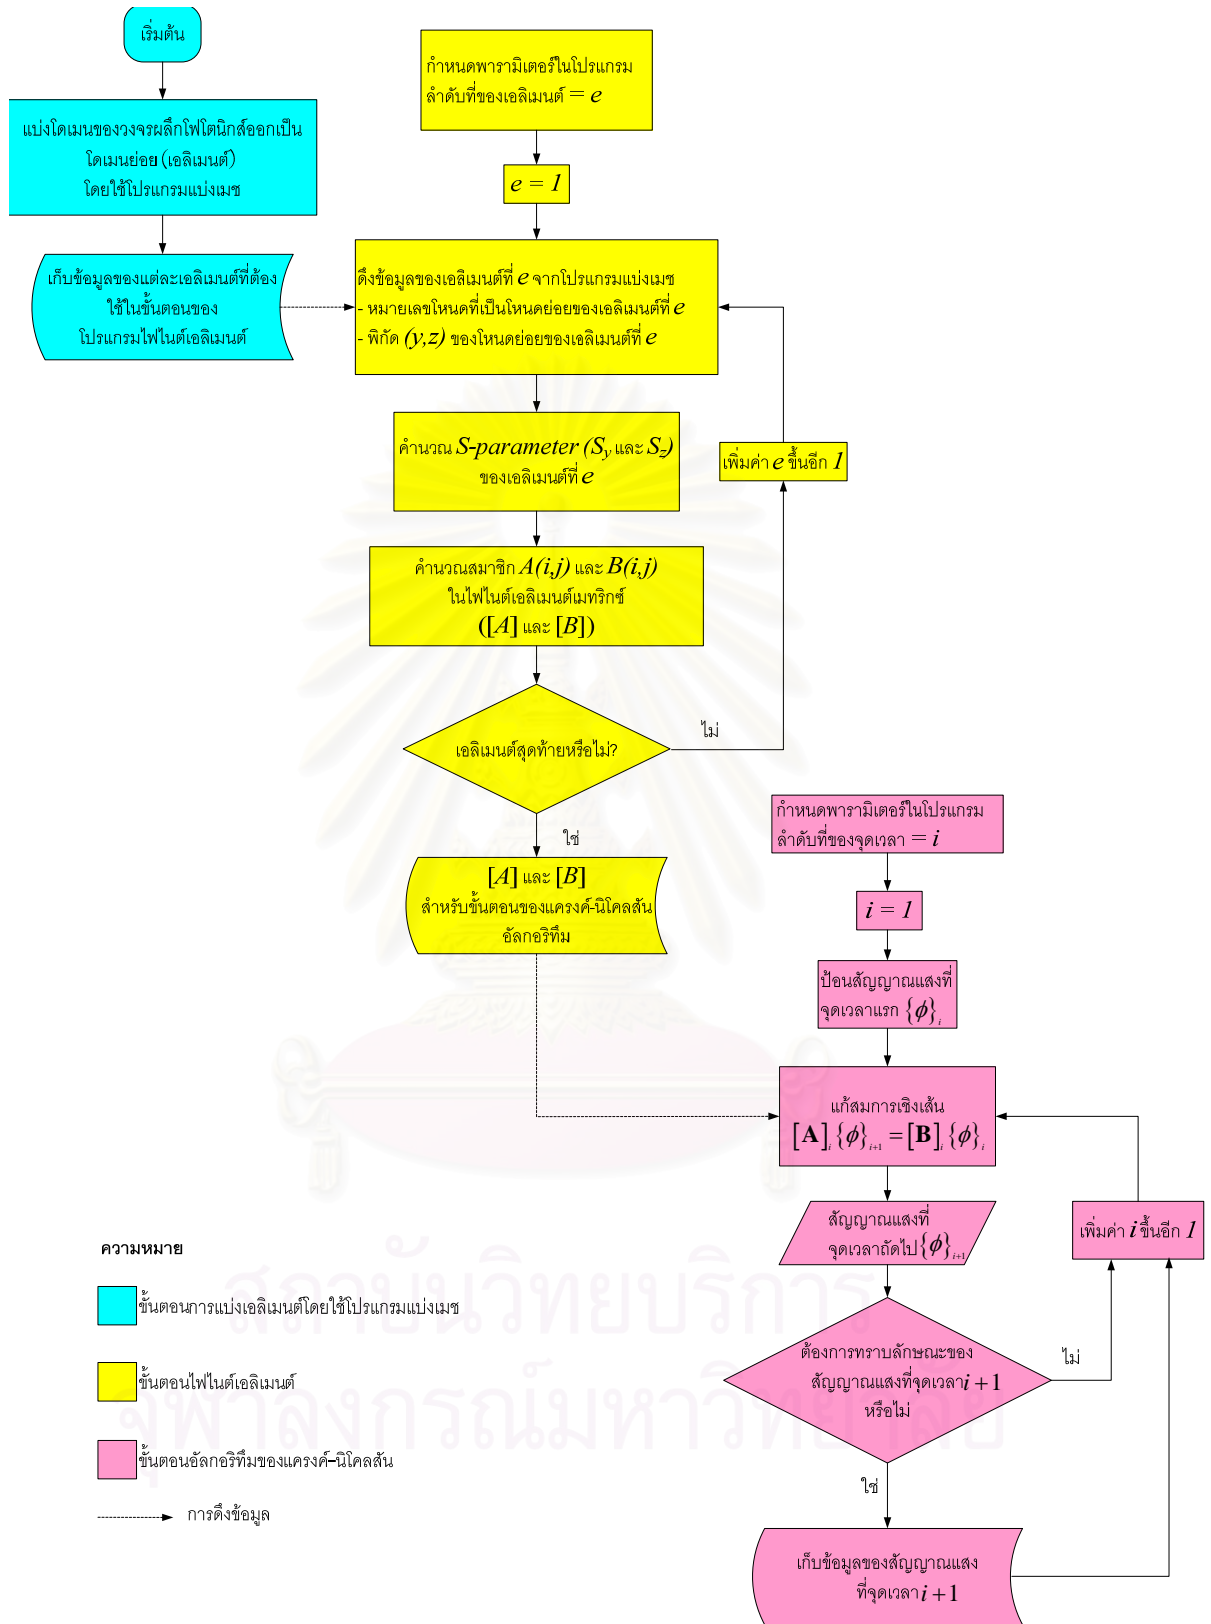 เริ่มต้น
แบ่งโดเมนของวงจรผลึกโฟโตนิกส์ออกเป็น
โดเมนย่อย (เอลิเมนต์)
โดยใช้โปรแกรมแบ่งเมช
เก็บข้อมูลของแต่ละเอลิเมนต์ที่ต้อง
ใช้ในขั้นตอนของ
โปรแกรมไฟไนต์เอลิเมนต์
กำหนดพารามิเตอร์ในโปรแกรม
ลำดับที่ของเอลิเมนต์ = e
e = 1
ดึงข้อมูลของเอลิเมนต์ที่ e จากโปรแกรมแบ่งเมช
- หมายเลขโหนดที่เป็นโหนดย่อยของเอลิเมนต์ที่ e
- พิกัด (y,z) ของโหนดย่อยของเอลิเมนต์ที่ e
คำนวณ S-parameter (Sy และ Sz)
ของเอลิเมนต์ที่ e
เพิ่มค่า e ขึ้นอีก 1
คำนวณสมาชิก A(i,j) และ B(i,j)
ในไฟไนต์เอลิเมนต์เมทริกซ์
([A] และ [B])
เอลิเมนต์สุดท้ายหรือไม่?
ไม่
ใช่
[A] และ [B]
สำหรับขั้นตอนของแครงค์-นิโคลสัน
อัลกอริทึม
กำหนดพารามิเตอร์ในโปรแกรม
ลำดับที่ของจุดเวลา = i
i = 1
ป้อนสัญญาณแสงที่
จุดเวลาแรก {ϕ}i
แก้สมการเชิงเส้น
[A]i {ϕ}i+1 = [B]i {ϕ}i
สัญญาณแสงที่
จุดเวลาถัดไป {ϕ}i+1
เพิ่มค่า i ขึ้นอีก 1
ต้องการทราบลักษณะของ
สัญญาณแสงที่จุดเวลา i + 1
หรือไม่
ไม่
ใช่
เก็บข้อมูลของสัญญาณแสง
ที่จุดเวลา i + 1
ความหมาย
ขั้นตอนการแบ่งเอลิเมนต์โดยใช้โปรแกรมแบ่งเมช
ขั้นตอนไฟไนต์เอลิเมนต์
ขั้นตอนอัลกอริทึมของแครงค์–นิโคลสัน
การดึงข้อมูล
สถาบันวิทยบริการ
จุฬาลงกรณ์มหาวิทยาลัย